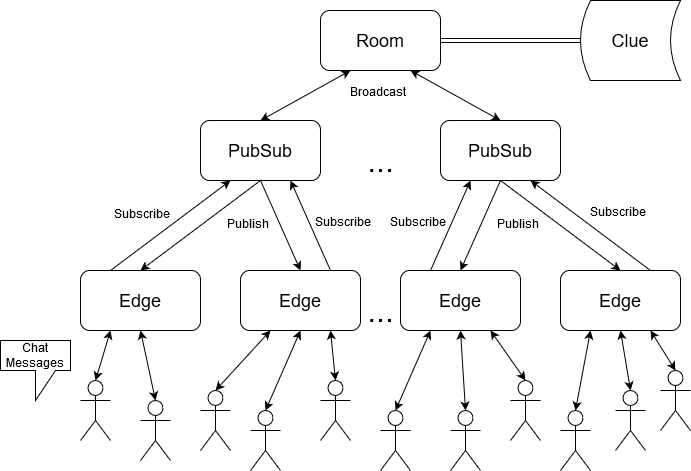 Room
Clue
Broadcast
PubSub
...
PubSub
Subscribe
Publish
Subscribe
Subscribe
Publish
Subscribe
Edge
Edge
...
Edge
Edge
Chat
Messages